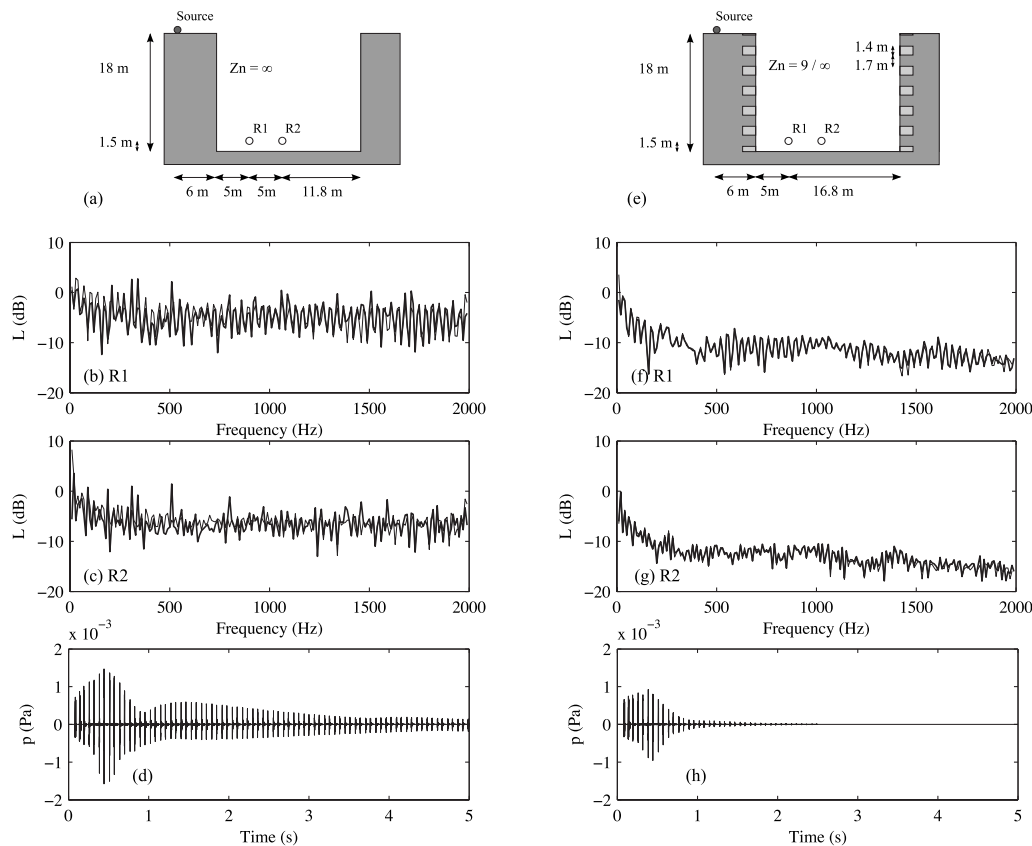 Source
18 m
Zn = ∞
R1 R2
1.5 m
6 m 5m 5m 11.8 m
(a)
10
0
−10
−20
L (dB)
(b) R1
0 500 1000 1500 2000
Frequency (Hz)
10
0
−10
−20
L (dB)
(c) R2
0 500 1000 1500 2000
Frequency (Hz)
x 10⁻³
2
1
0
−1
−2
p (Pa)
(d)
0 1 2 3 4 5
Time (s)
Source
18 m
Zn = 9 / ∞
1.4 m
1.7 m
R1 R2
1.5 m
6 m 5m 16.8 m
(e)
10
0
−10
−20
L (dB)
(f) R1
0 500 1000 1500 2000
Frequency (Hz)
10
0
−10
−20
L (dB)
(g) R2
0 500 1000 1500 2000
Frequency (Hz)
x 10⁻³
2
1
0
−1
−2
p (Pa)
(h)
0 1 2 3 4 5
Time (s)